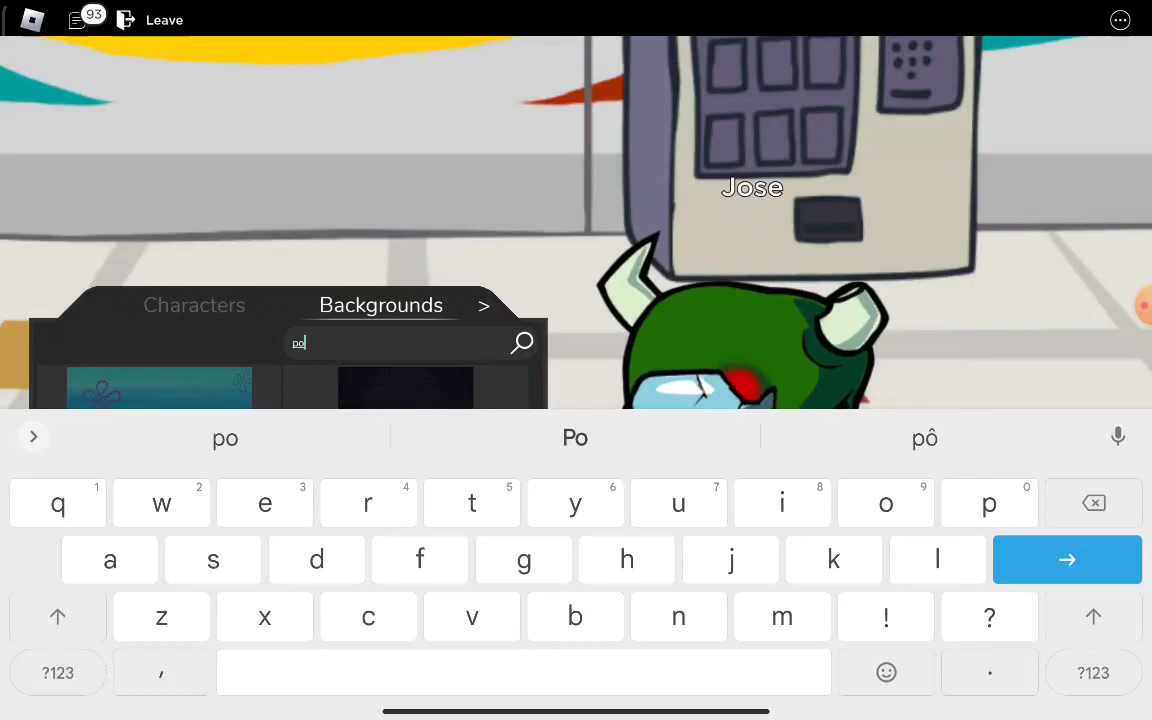 93 Leave
Jose
Characters Backgrounds >
po
po Po pô
q 1 w 2 e 3 r 4 t 5 y 6 u 7 i 8 o 9 p 0
a s d f g h j k l
z x c v b n m ! ?
?123 , . ?123